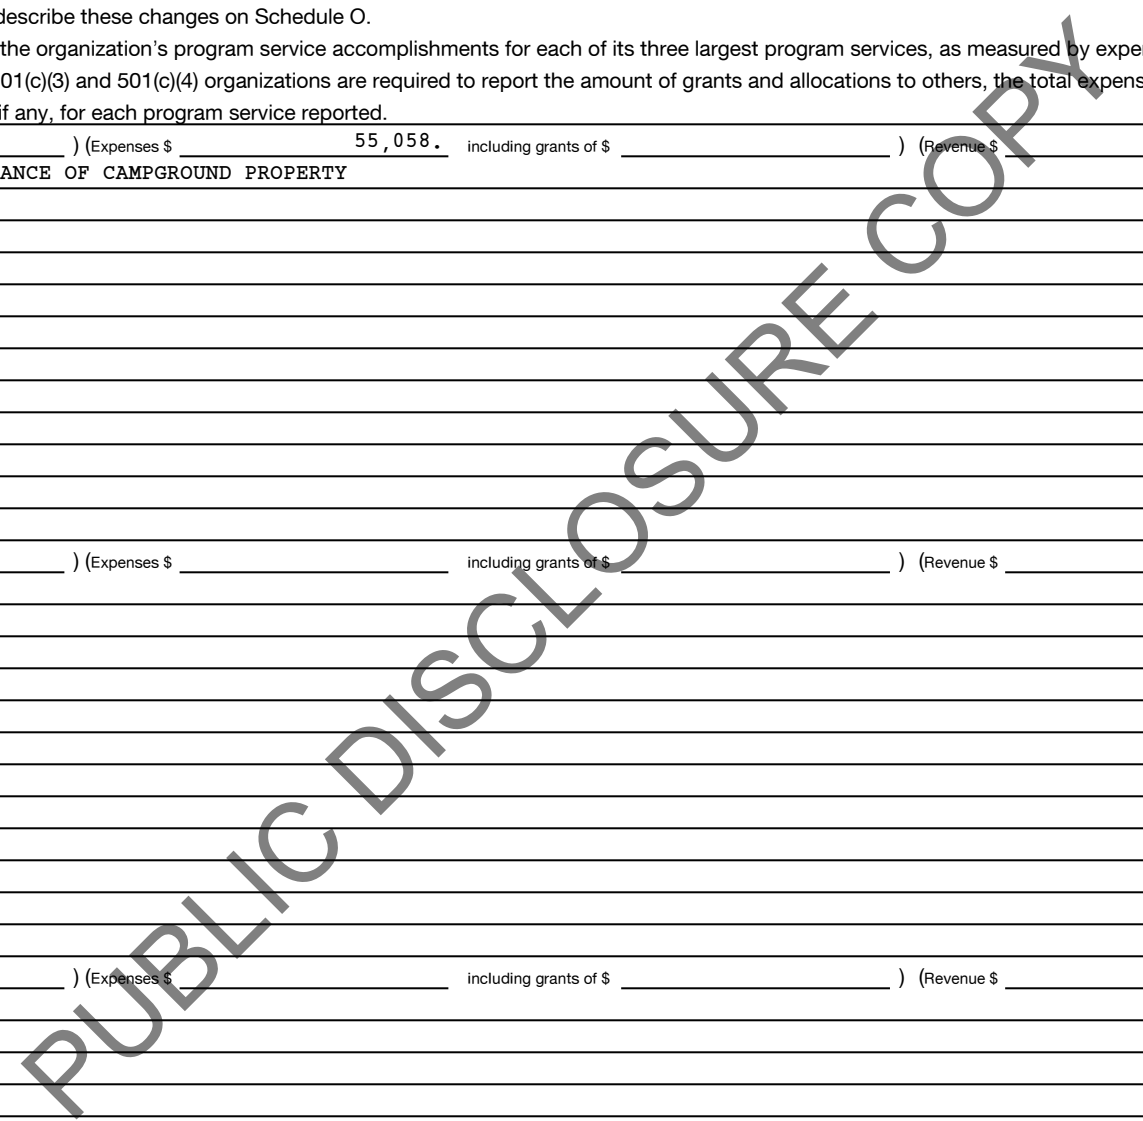 describe these changes on Schedule O.
the organization's program service accomplishments for each of its three largest program services, as measured by expe
01(c)(3) and 501(c)(4) organizations are required to report the amount of grants and allocations to others, the total expens
if any, for each program service reported.
) (Expenses $ 55,058. including grants of $ ) (Revenue $
ANCE OF CAMPGROUND PROPERTY
) (Expenses $ including grants of $ ) (Revenue $
) (Expenses $ including grants of $ ) (Revenue $
PUBLIC DISCLOSURE COPY